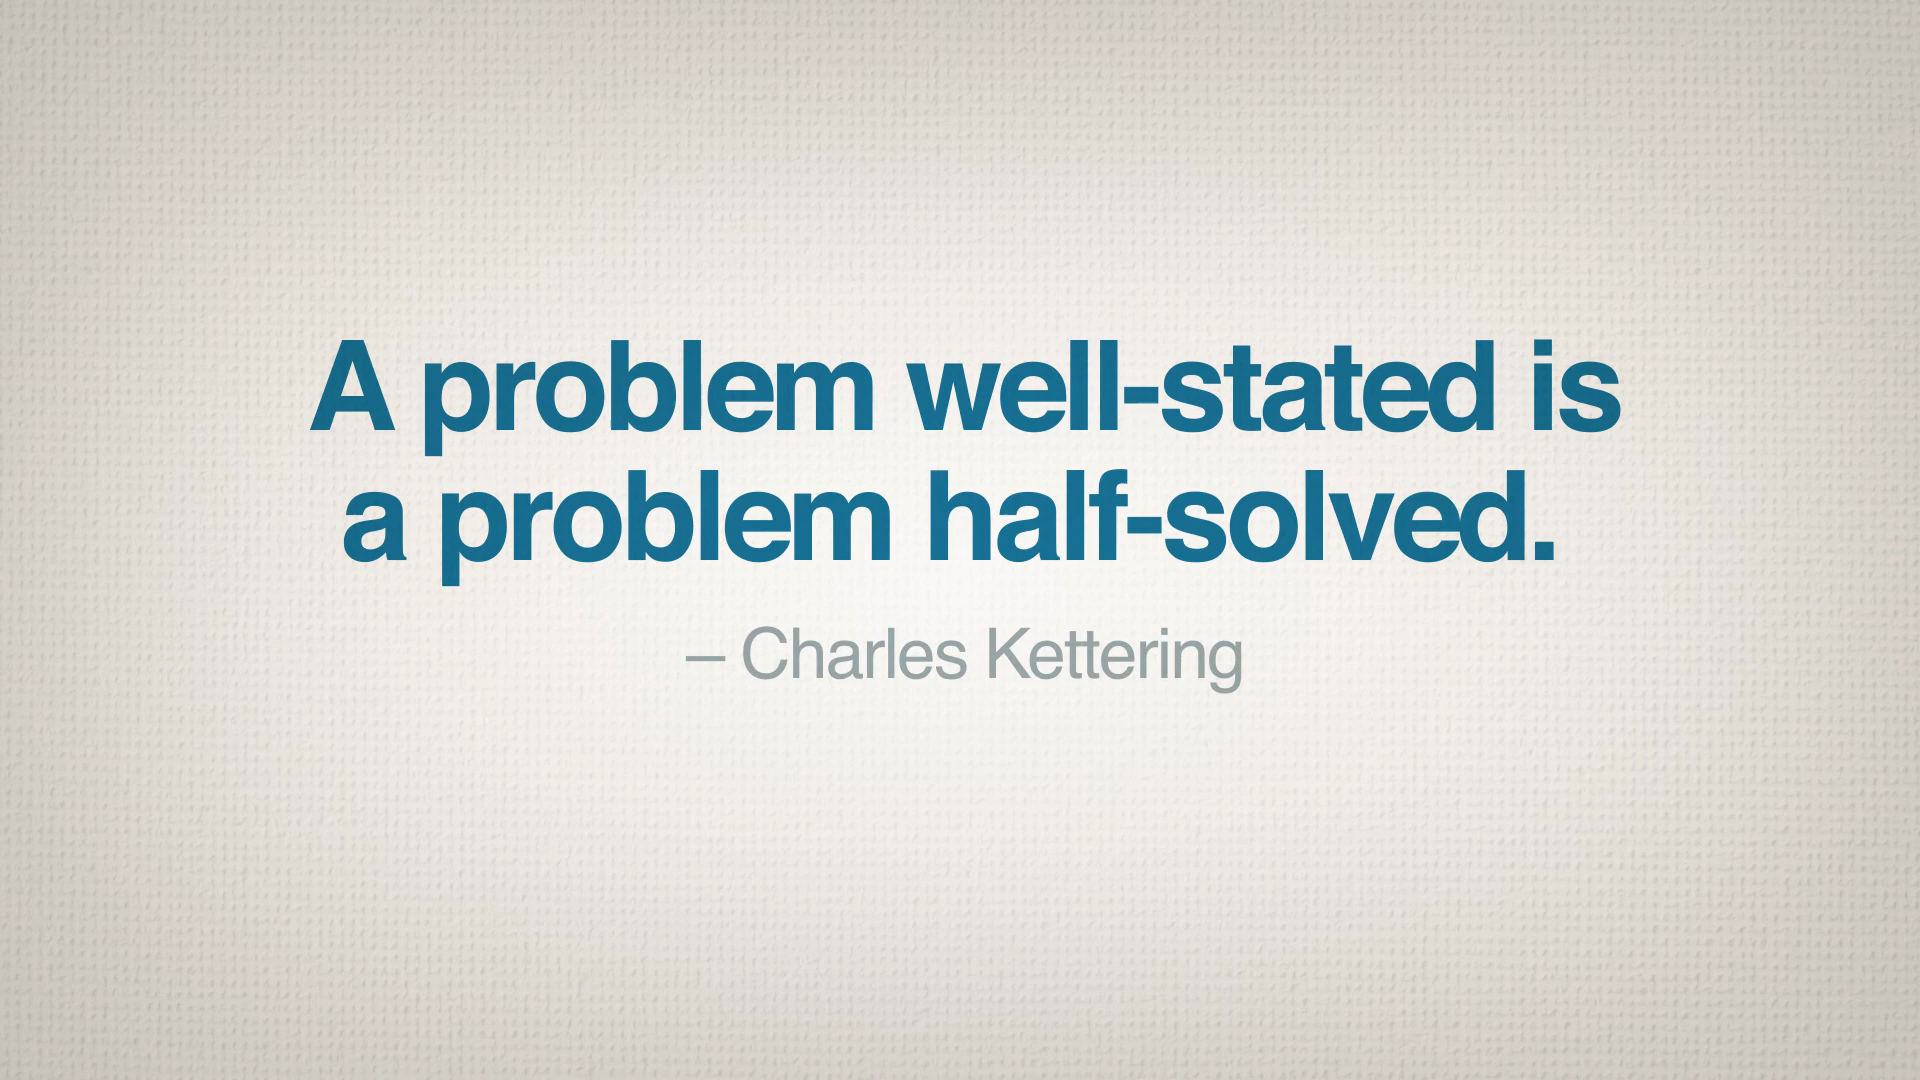 A problem well-stated is
a problem half-solved.
– Charles Kettering